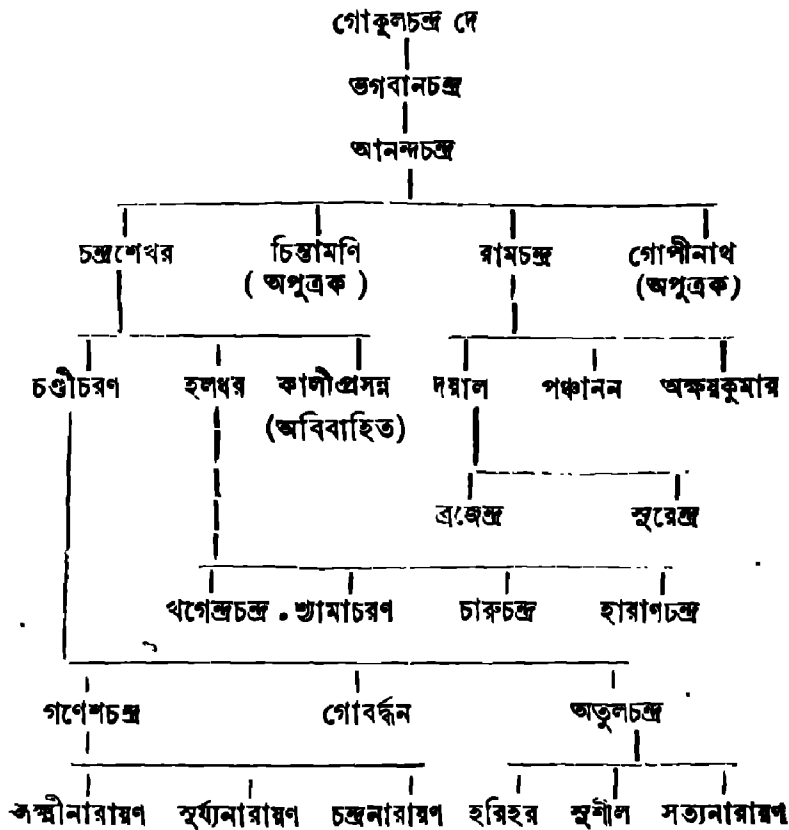 গোকুলচন্দ্র দে
ভগবানচন্দ্র
আনন্দচন্দ্র
চন্দ্রশেখর চিন্তামণি রামচন্দ্র গোপীনাথ
( অপুত্রক ) (অপুত্রক)
চণ্ডীচরণ হলধর কালীপ্রসন্ন দয়াল পঞ্চানন অক্ষয়কুমার
(অবিবাহিত)
ব্রজেন্দ্র সুরেন্দ্র
খগেন্দ্রচন্দ্র শ্যামাচরণ চারুচন্দ্র হারাণচন্দ্র
গণেশচন্দ্র গোবর্দ্ধন অতুলচন্দ্র
লক্ষ্মীনারায়ণ সূর্য্যনারায়ণ চন্দ্রনারায়ণ হরিহর সুশীল সত্যনারায়ণ